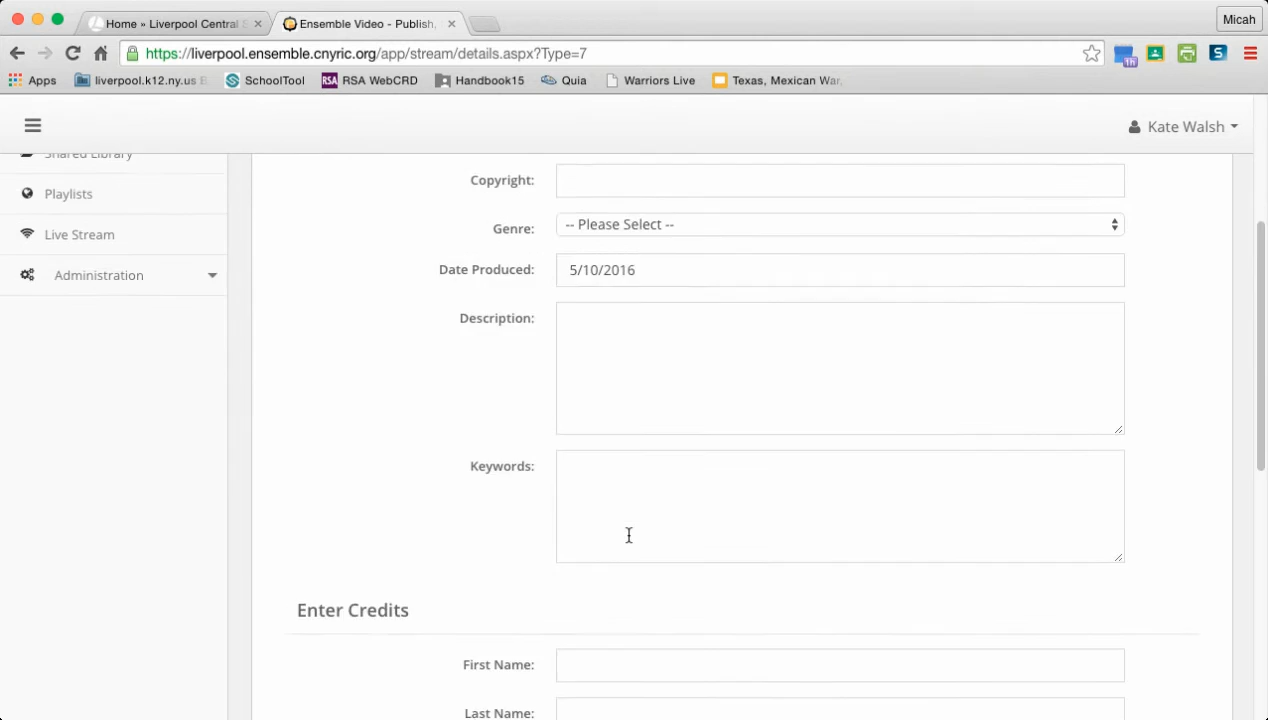 Home » Liverpool Central S
Ensemble Video - Publish,
Micah
https://liverpool.ensemble.cnyric.org/app/stream/details.aspx?Type=7
1h
S
Apps
liverpool.k12.ny.us B
SchoolTool
RSA RSA WebCRD
Handbook15
Quia
Warriors Live
Texas, Mexican War,
Kate Walsh
Shared Library
Playlists
Live Stream
Administration
Copyright:
Genre: -- Please Select --
Date Produced: 5/10/2016
Description:
Keywords:
Enter Credits
First Name:
Last Name: